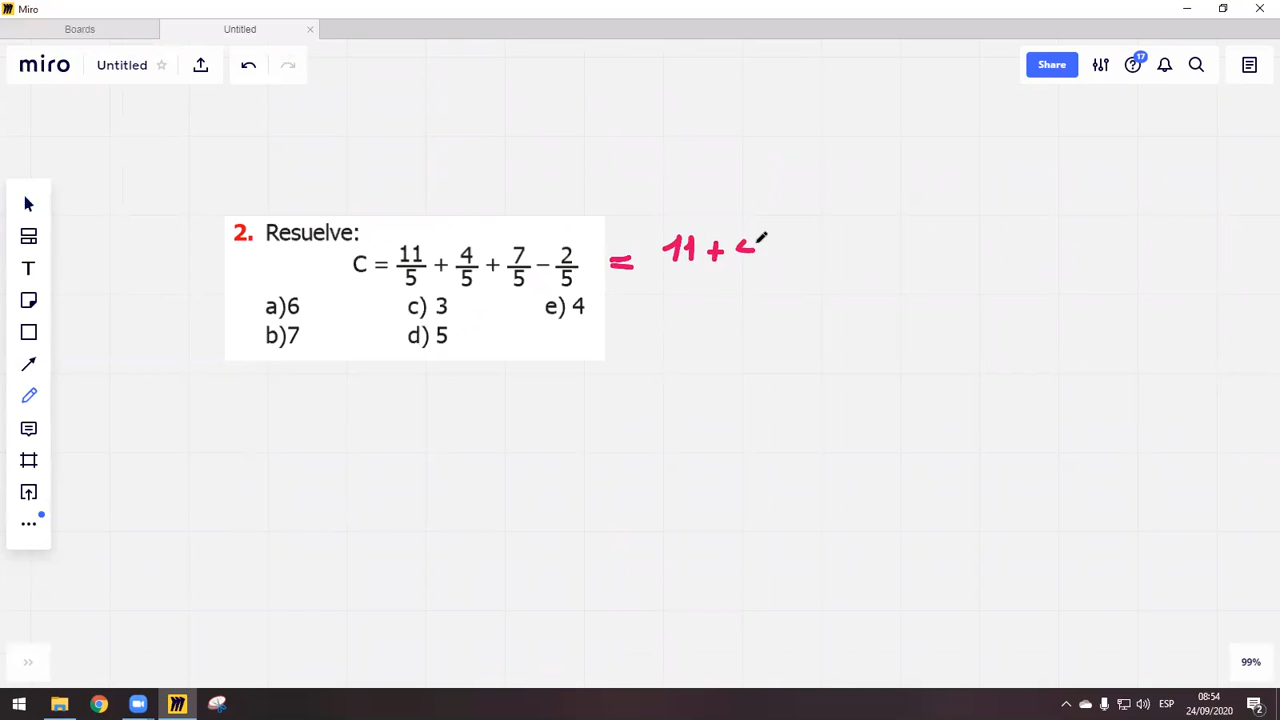 Miro
Boards
Untitled
miro
Untitled
Share
17
2. Resuelve:
C = 11/5 + 4/5 + 7/5 − 2/5
= 11 +
a)6 c) 3 e) 4
b)7 d) 5
99%
ESP
08:54
24/09/2020
2